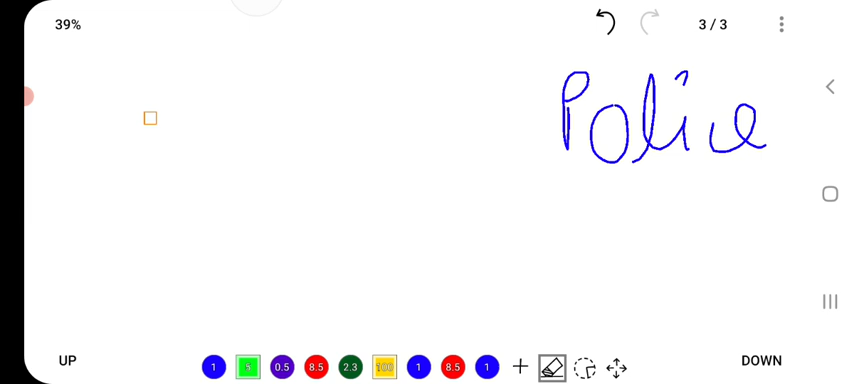 39%
3 / 3
Police
UP
1 5 0.5 8.5 2.3 100 1 8.5 1
DOWN